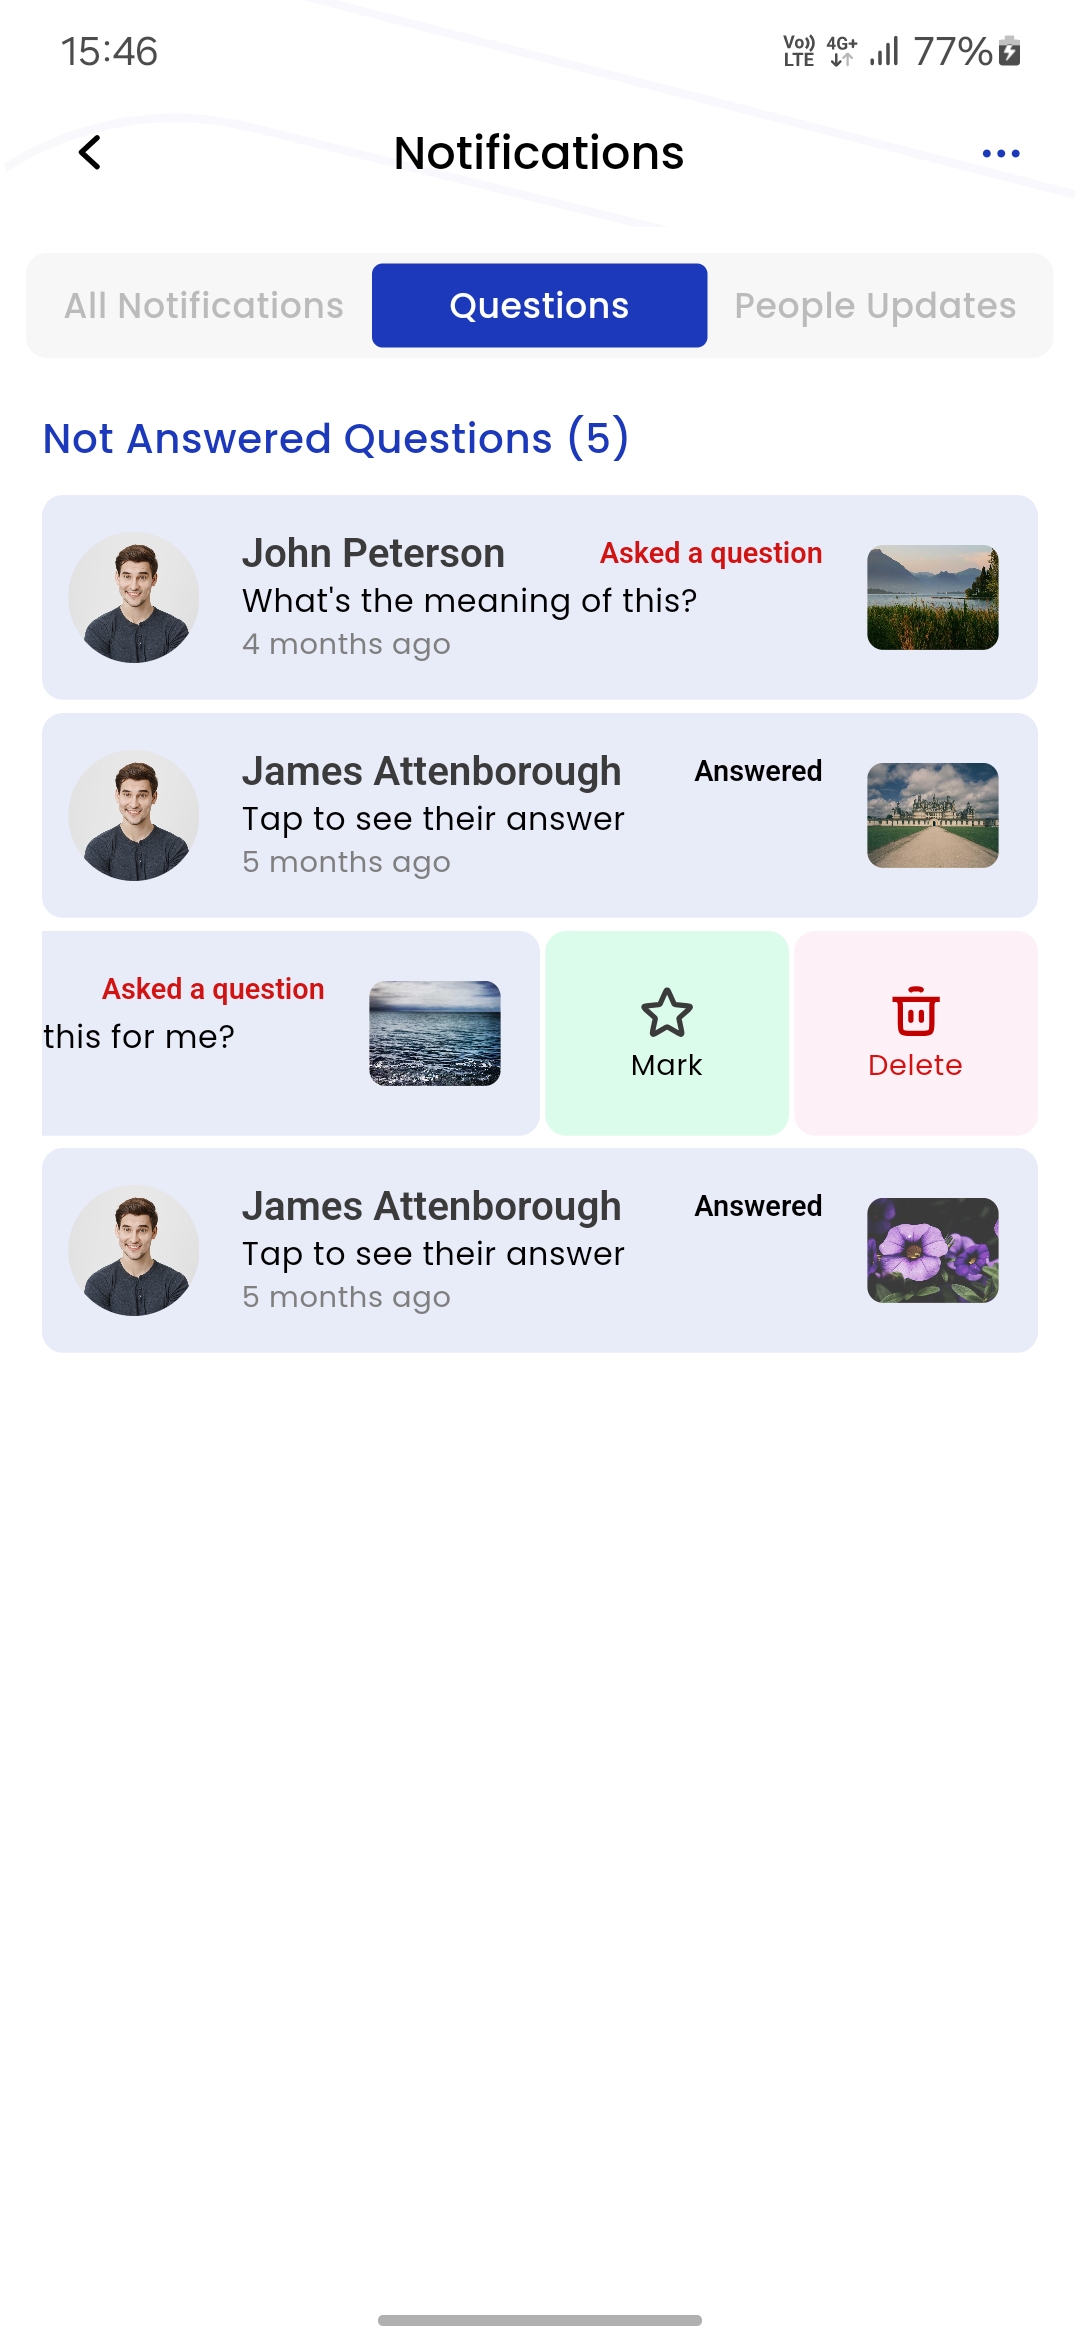 15:46
Vo)) LTE 4G+ 77%
Notifications
All Notifications Questions People Updates
Not Answered Questions (5)
John Peterson Asked a question
What's the meaning of this?
4 months ago
James Attenborough Answered
Tap to see their answer
5 months ago
Asked a question
this for me?
Mark Delete
James Attenborough Answered
Tap to see their answer
5 months ago